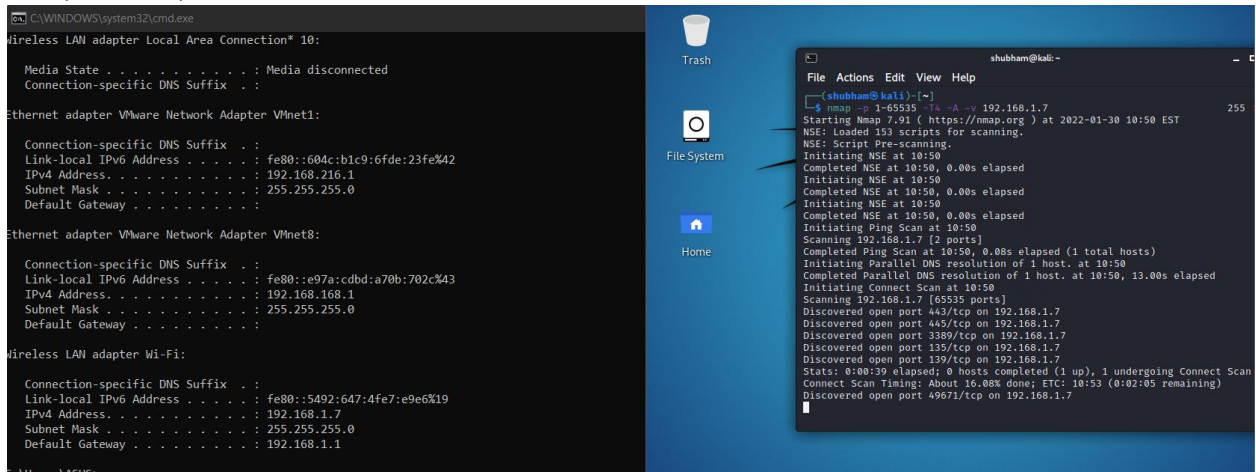 C:\WINDOWS\system32\cmd.exe
Wireless LAN adapter Local Area Connection* 10:
Media State . . . . . . . . . . . : Media disconnected
Connection-specific DNS Suffix  . :
Ethernet adapter VMware Network Adapter VMnet1:
Connection-specific DNS Suffix  . :
Link-local IPv6 Address . . . . . : fe80::604c:b1c9:6fde:23fe%42
IPv4 Address. . . . . . . . . . . : 192.168.216.1
Subnet Mask . . . . . . . . . . . : 255.255.255.0
Default Gateway . . . . . . . . . :
Ethernet adapter VMware Network Adapter VMnet8:
Connection-specific DNS Suffix  . :
Link-local IPv6 Address . . . . . : fe80::e97a:cdbd:a70b:702c%43
IPv4 Address. . . . . . . . . . . : 192.168.168.1
Subnet Mask . . . . . . . . . . . : 255.255.255.0
Default Gateway . . . . . . . . . :
Wireless LAN adapter Wi-Fi:
Connection-specific DNS Suffix  . :
Link-local IPv6 Address . . . . . : fe80::5492:647:4fe7:e9e6%19
IPv4 Address. . . . . . . . . . . : 192.168.1.7
Subnet Mask . . . . . . . . . . . : 255.255.255.0
Default Gateway . . . . . . . . . : 192.168.1.1
Trash
File System
Home
shubham@kali: ~
File Actions Edit View Help
(shubham㉿kali)-[~]
$ nmap -p 1-65535 -T4 -A -v 192.168.1.7 255
Starting Nmap 7.91 ( https://nmap.org ) at 2022-01-30 10:50 EST
NSE: Loaded 153 scripts for scanning.
NSE: Script Pre-scanning.
Initiating NSE at 10:50
Completed NSE at 10:50, 0.00s elapsed
Initiating NSE at 10:50
Completed NSE at 10:50, 0.00s elapsed
Initiating NSE at 10:50
Completed NSE at 10:50, 0.00s elapsed
Initiating Ping Scan at 10:50
Scanning 192.168.1.7 [2 ports]
Completed Ping Scan at 10:50, 0.08s elapsed (1 total hosts)
Initiating Parallel DNS resolution of 1 host. at 10:50
Completed Parallel DNS resolution of 1 host. at 10:50, 13.00s elapsed
Initiating Connect Scan at 10:50
Scanning 192.168.1.7 [65535 ports]
Discovered open port 443/tcp on 192.168.1.7
Discovered open port 445/tcp on 192.168.1.7
Discovered open port 3389/tcp on 192.168.1.7
Discovered open port 135/tcp on 192.168.1.7
Discovered open port 139/tcp on 192.168.1.7
Stats: 0:00:39 elapsed; 0 hosts completed (1 up), 1 undergoing Connect Scan
Connect Scan Timing: About 16.08% done; ETC: 10:53 (0:02:05 remaining)
Discovered open port 49671/tcp on 192.168.1.7